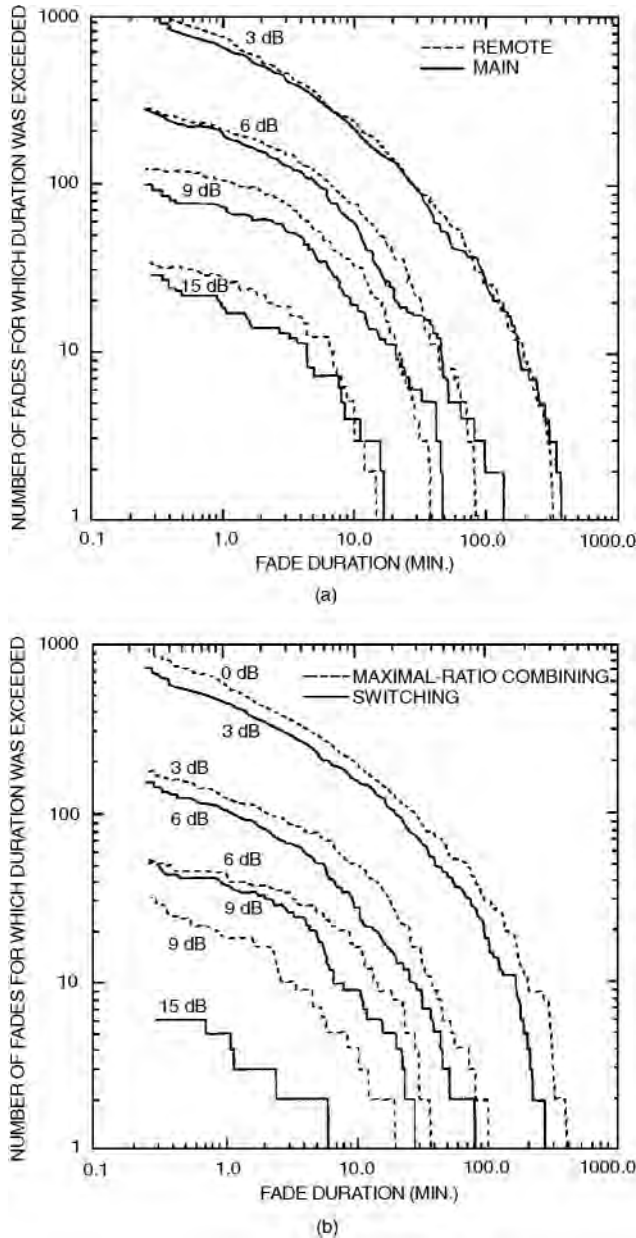 NUMBER OF FADES FOR WHICH DURATION WAS EXCEEDED
1000
100
10
1
3 dB
6 dB
9 dB
15 dB
REMOTE
MAIN
0.1
1.0
10.0
100.0
1000.0
FADE DURATION (MIN.)
(a)
NUMBER OF FADES FOR WHICH DURATION WAS EXCEEDED
1000
100
10
1
0 dB
3 dB
3 dB
6 dB
6 dB
9 dB
9 dB
15 dB
MAXIMAL-RATIO COMBINING
SWITCHING
0.1
1.0
10.0
100.0
1000.0
FADE DURATION (MIN.)
(b)